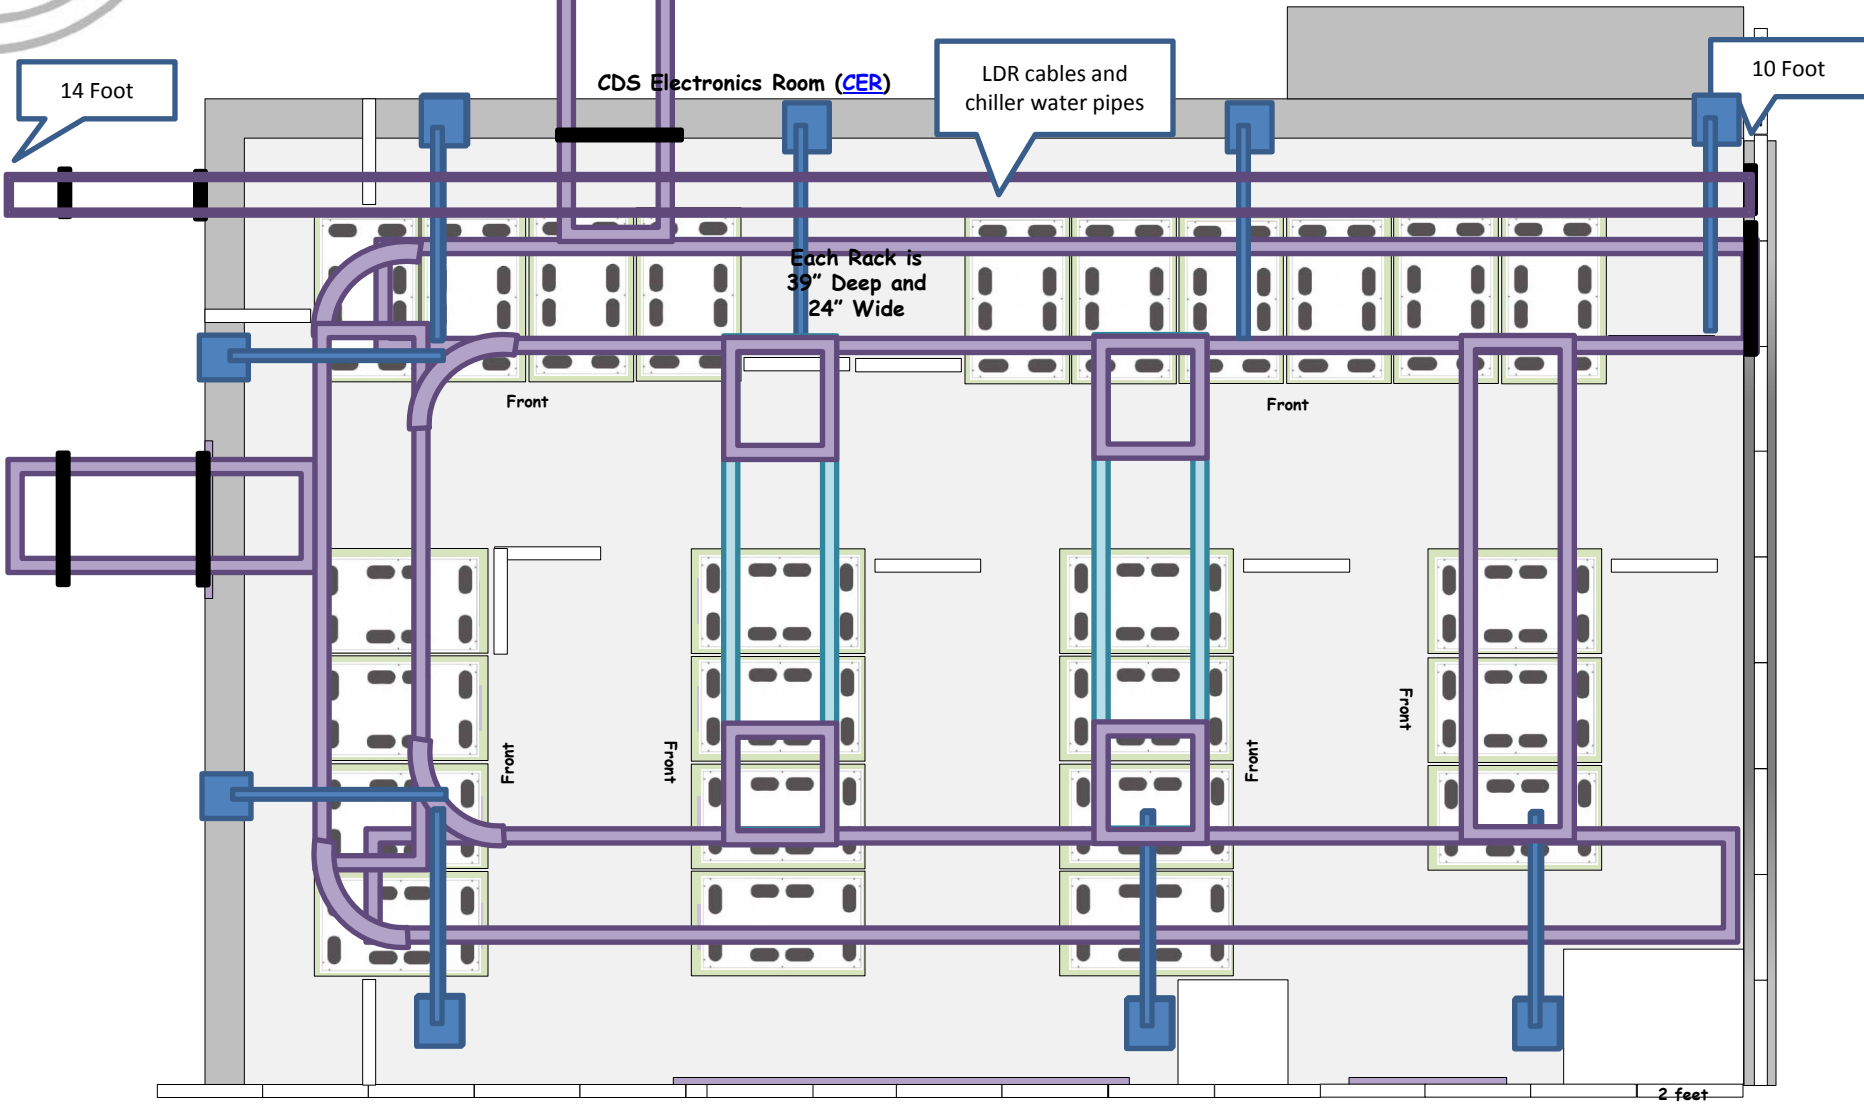 14 Foot
CDS Electronics Room (CER)
LDR cables and
chiller water pipes
10 Foot
Each Rack is
39” Deep and
24” Wide
Front
Front
Front
Front
Front
Front
2 feet